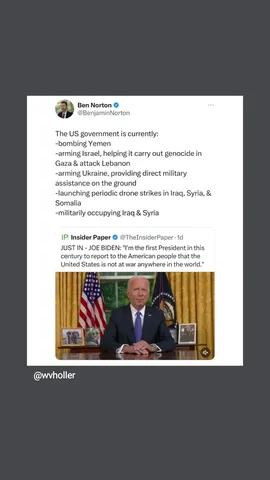 Ben Norton
@BenjaminNorton
The US government is currently:
-bombing Yemen
-arming Israel, helping it carry out genocide in
Gaza & attack Lebanon
-arming Ukraine, providing direct military
assistance on the ground
-launching periodic drone strikes in Iraq, Syria, &
Somalia
-militarily occupying Iraq & Syria
IP Insider Paper @TheInsiderPaper · 1d
JUST IN - JOE BIDEN: "I'm the first President in this
century to report to the American people that the
United States is not at war anywhere in the world."
@wvholler